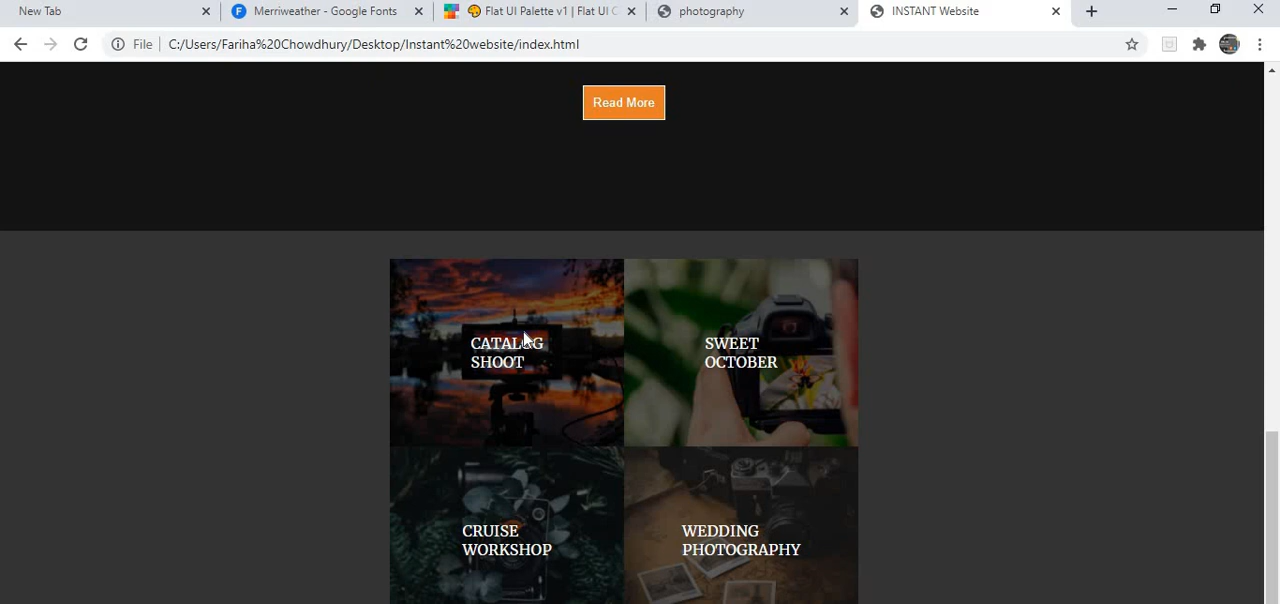 New Tab
Merriweather - Google Fonts
Flat UI Palette v1 | Flat UI C
photography
INSTANT Website
File
C:/Users/Fariha%20Chowdhury/Desktop/Instant%20website/index.html
Read More
CATALOG
SHOOT
SWEET
OCTOBER
CRUISE
WORKSHOP
WEDDING
PHOTOGRAPHY